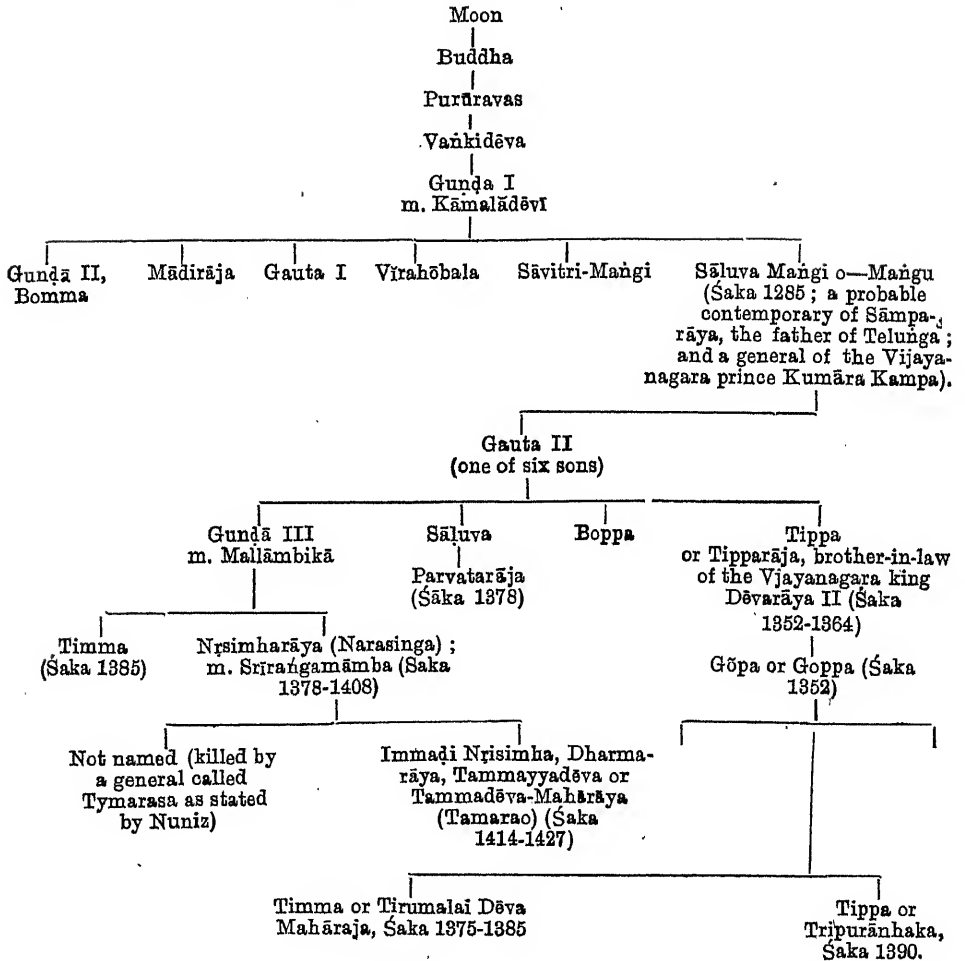 Moon
Buddha
Purūravas
Vaṅkidēva
Guṇḍa I
m. Kāmalādēvī
Guṇḍā II,
Bomma
Mādirāja
Gauta I
Vīrahōbala
Sāvitri-Maṅgi
Sāḷuva Maṅgi o—Maṅgu
(Śaka 1285; a probable
contemporary of Sāmpa-
rāya, the father of Teluṅga;
and a general of the Vijaya-
nagara prince Kumāra Kampa).
Gauta II
(one of six sons)
Guṇḍā III
m. Mallāmbikā
Sāḷuva
Boppa
Tippa
or Tipparāja, brother-in-law
of the Vjayanagara king
Dēvarāya II (Śaka
1352-1364)
Parvatarāja
(Śāka 1378)
Timma
(Śaka 1385)
Nṛsimharāya (Narasinga);
m. Srīraṅgamāmba (Saka
1378-1408)
Gōpa or Goppa (Śaka
1352)
Not named (killed by
a general called
Tymarasa as stated
by Nuniz)
Immaḍi Nṛisimha, Dharma-
rāya, Tammayyadēva or
Tammadēva-Mahārāya
(Tamarao) (Śaka
1414-1427)
Timma or Tirumalai Dēva
Mahāraja, Śaka 1375-1385
Tippa or
Tripurānhaka,
Śaka 1390.